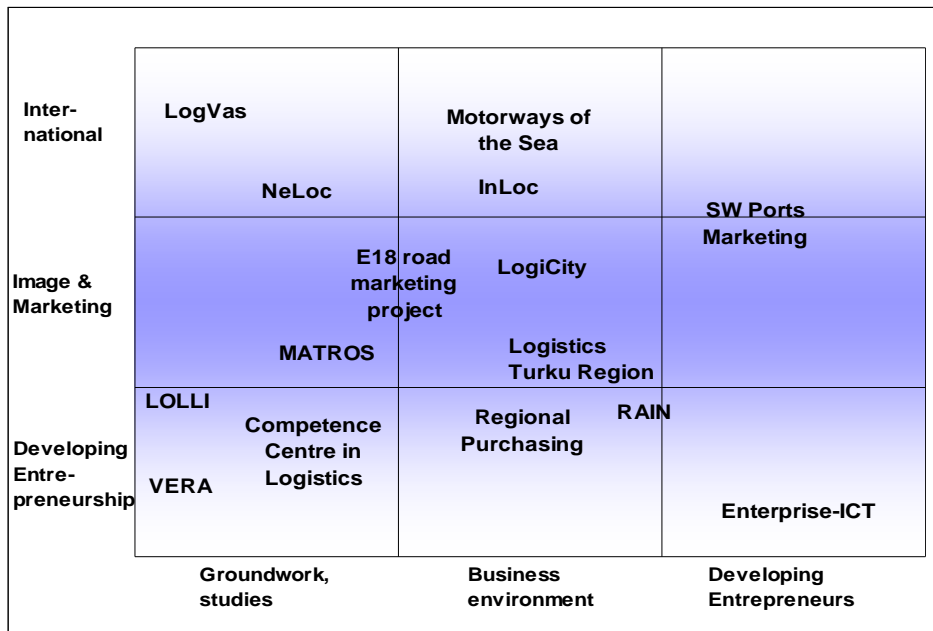 Inter-
national
LogVas
Motorways of
the Sea
NeLoc
InLoc
SW Ports
Marketing
Image &
Marketing
E18 road
marketing
project
LogiCity
MATROS
Logistics
Turku Region
Developing
Entre-
preneurship
LOLLI
VERA
Competence
Centre in
Logistics
Regional
Purchasing
RAIN
Enterprise-ICT
Groundwork,
studies
Business
environment
Developing
Entrepreneurs